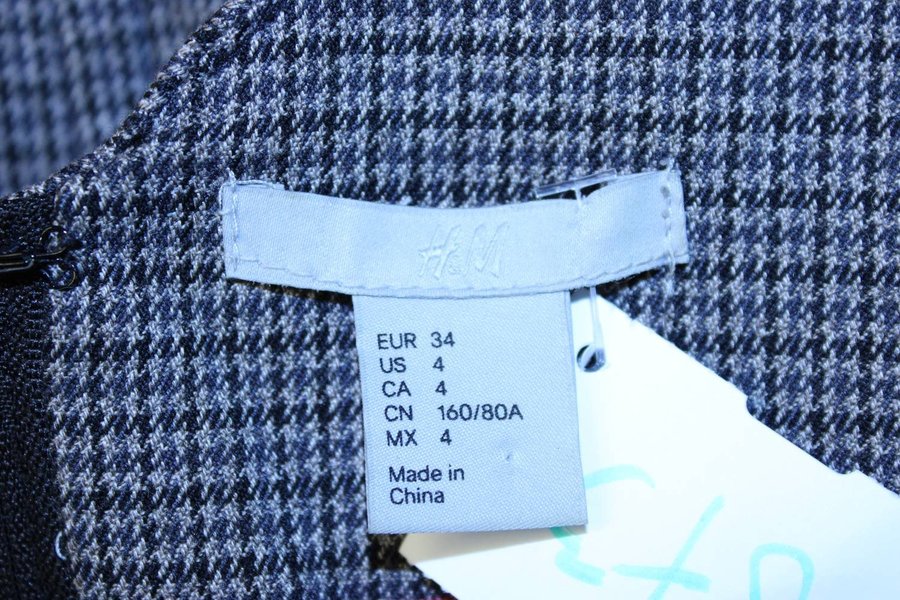 H&M
EUR 34
US 4
CA 4
CN 160/80A
MX 4
Made in
China